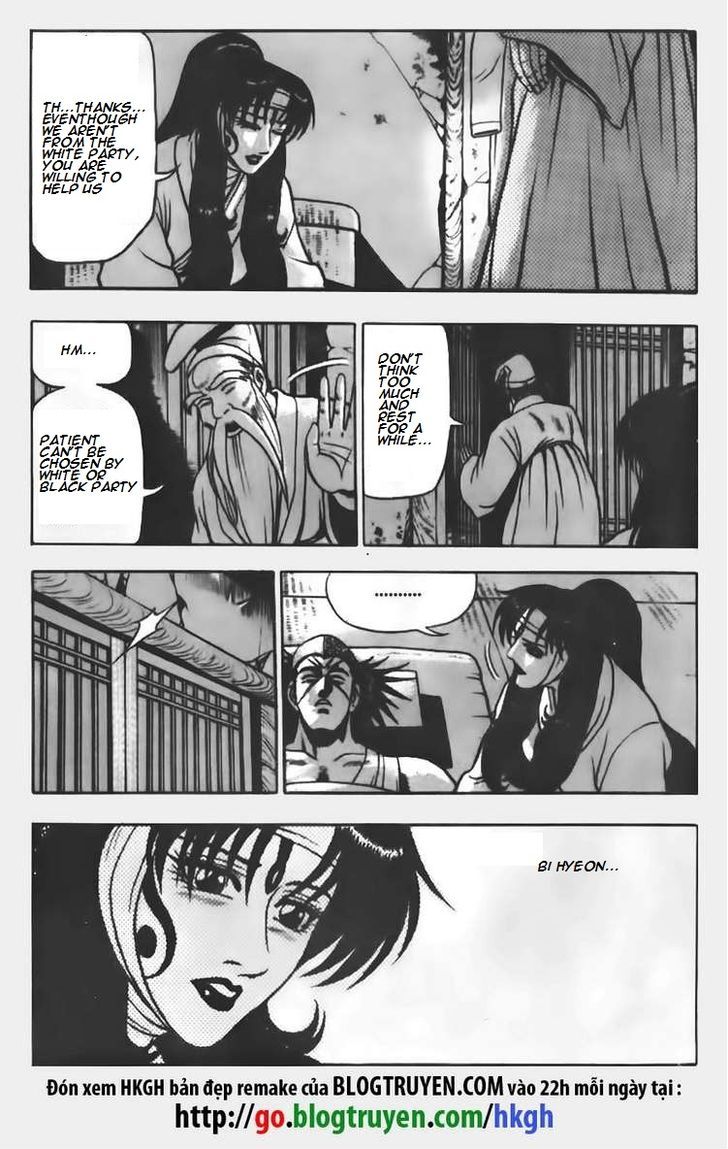 TH...THANKS...
EVENTHOUGH
WE AREN'T
FROM THE
WHITE PARTY,
YOU ARE
WILLING TO
HELP US
HM...
PATIENT
CAN'T BE
CHOSEN BY
WHITE OR
BLACK PARTY
DON'T
THINK
TOO
MUCH
AND
REST
FOR A
WHILE...
..........
BI HYEON...
Đón xem HKGH bản đẹp remake của BLOGTRUYEN.COM vào 22h mỗi ngày tại :
http://go.blogtruyen.com/hkgh